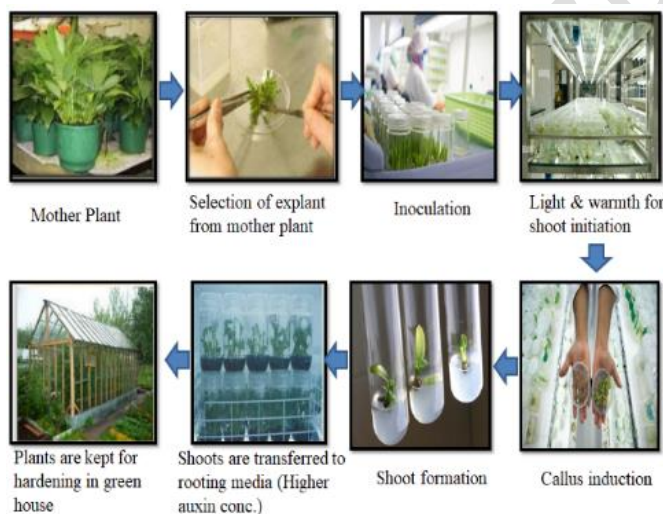 Mother Plant
Selection of explant
from mother plant
Inoculation
Light & warmth for
shoot initiation
Plants are kept for
hardening in green
house
Shoots are transferred to
rooting media (Higher
auxin conc.)
Shoot formation
Callus induction